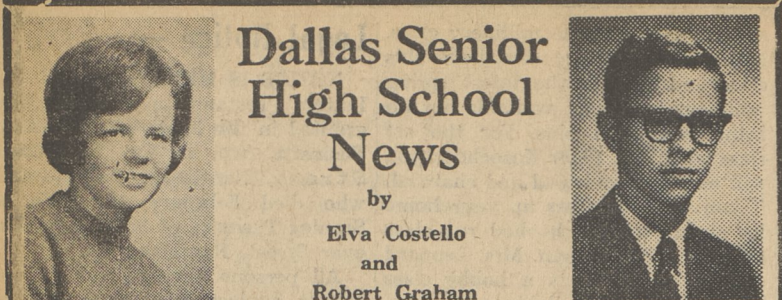 Dallas Senior
High School
News
by
Elva Costello
and
Robert Graham